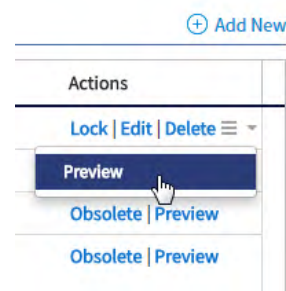 Add New
Actions
Lock | Edit | Delete
Preview
Obsolete | Preview
Obsolete | Preview